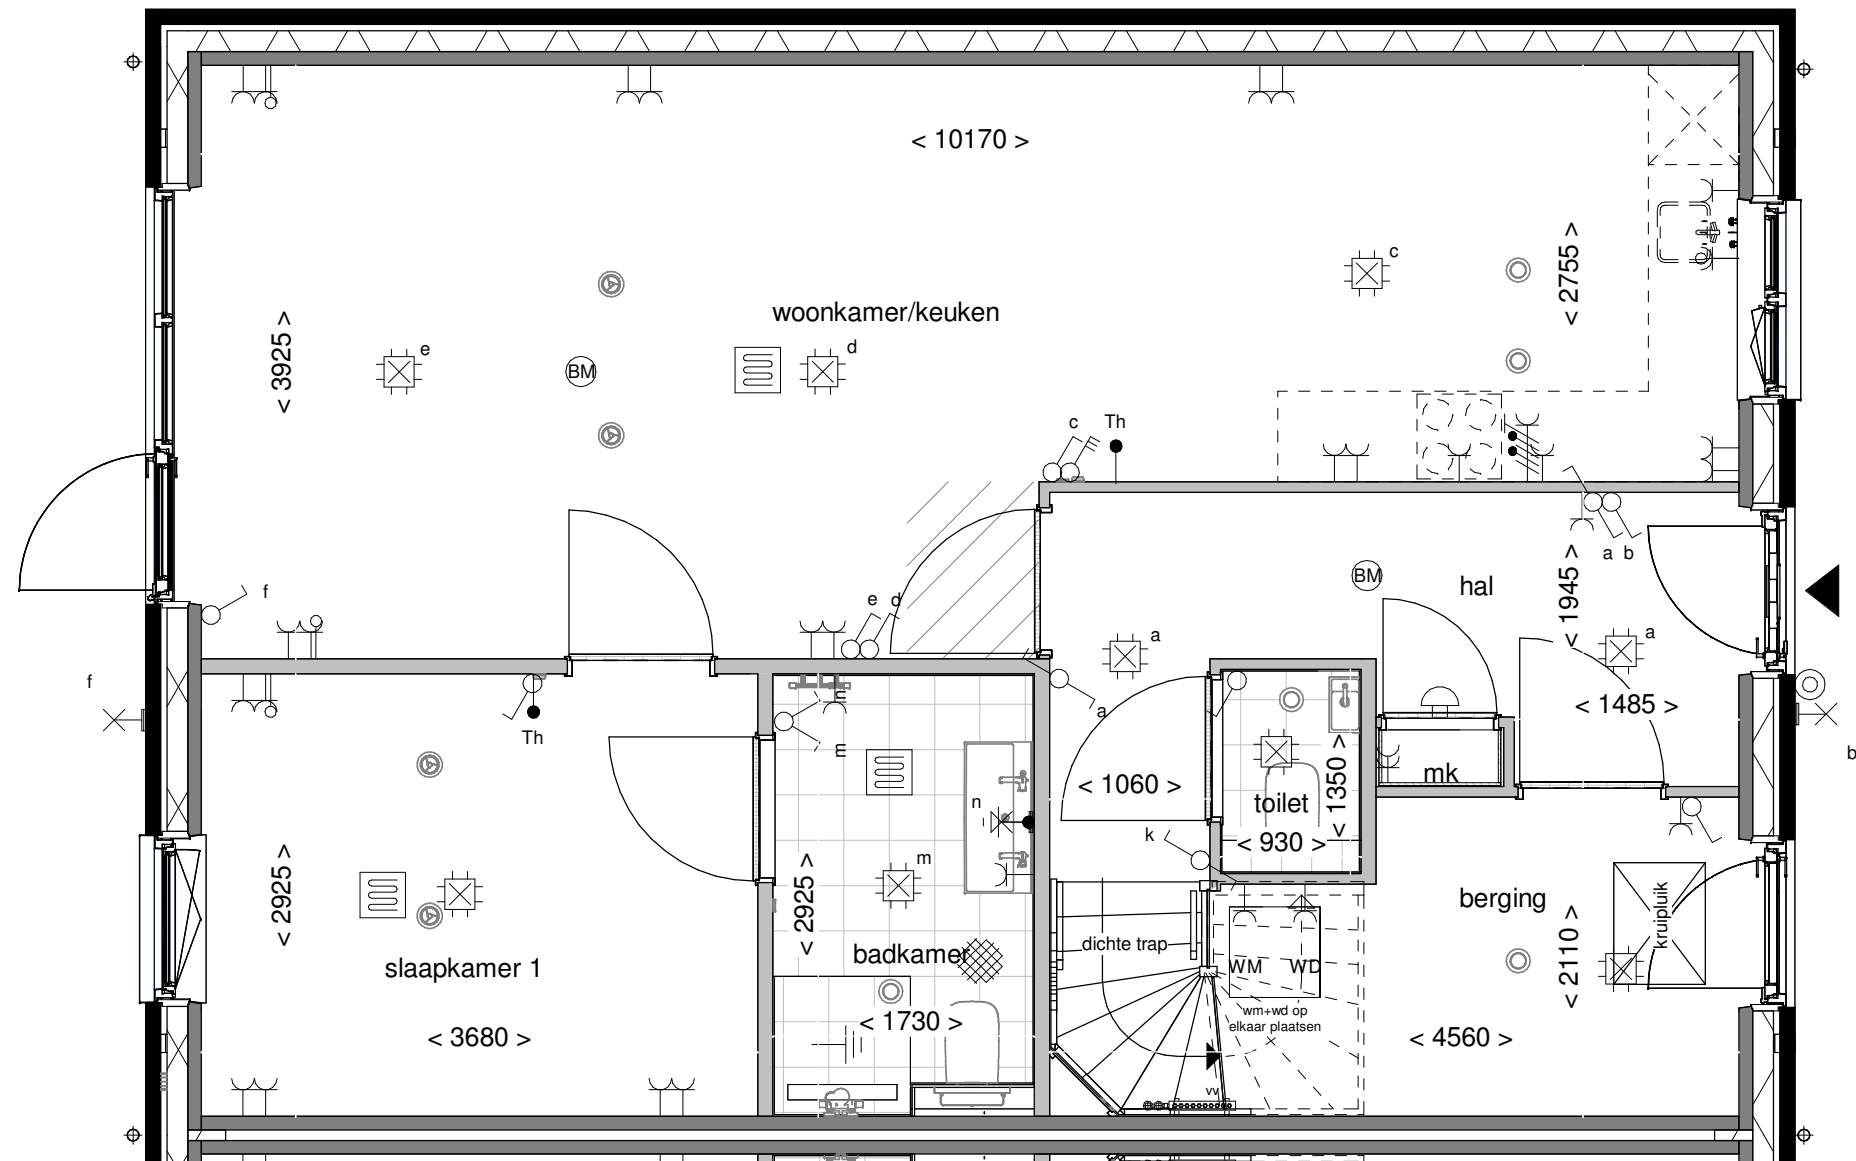 < 10170 >
c
< 2755 >
woonkamer/keuken
e
BM
d
< 3925 >
c Th
a b
BM
hal
< 1945 >
f
e d
a
a
f
n
< 1485 >
a
Th
m
b
< 1060 >
toilet
< 1350 >
mk
n
k
< 930 >
m
< 2925 >
< 2925 >
berging
kruipluik
badkamer
dichte trap
slaapkamer 1
WM WD
< 2110 >
wm+wd op
elkaar plaatsen
< 3680 >
< 1730 >
< 4560 >
vv